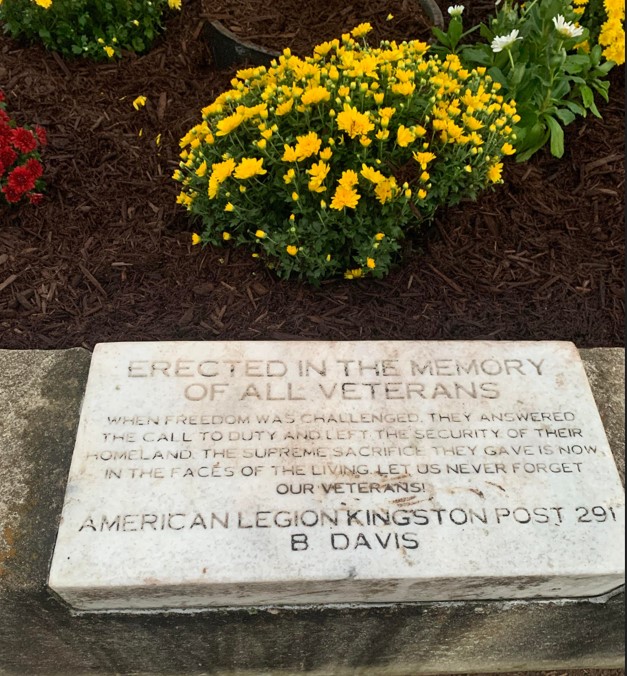 ERECTED IN THE MEMORY
OF ALL VETERANS
WHEN FREEDOM WAS CHALLENGED, THEY ANSWERED
THE CALL TO DUTY AND LEFT THE SECURITY OF THEIR
HOMELAND. THE SUPREME SACRIFICE THEY GAVE IS NOW
IN THE FACES OF THE LIVING. LET US NEVER FORGET
OUR VETERANS!
AMERICAN LEGION KINGSTON POST 291
B DAVIS